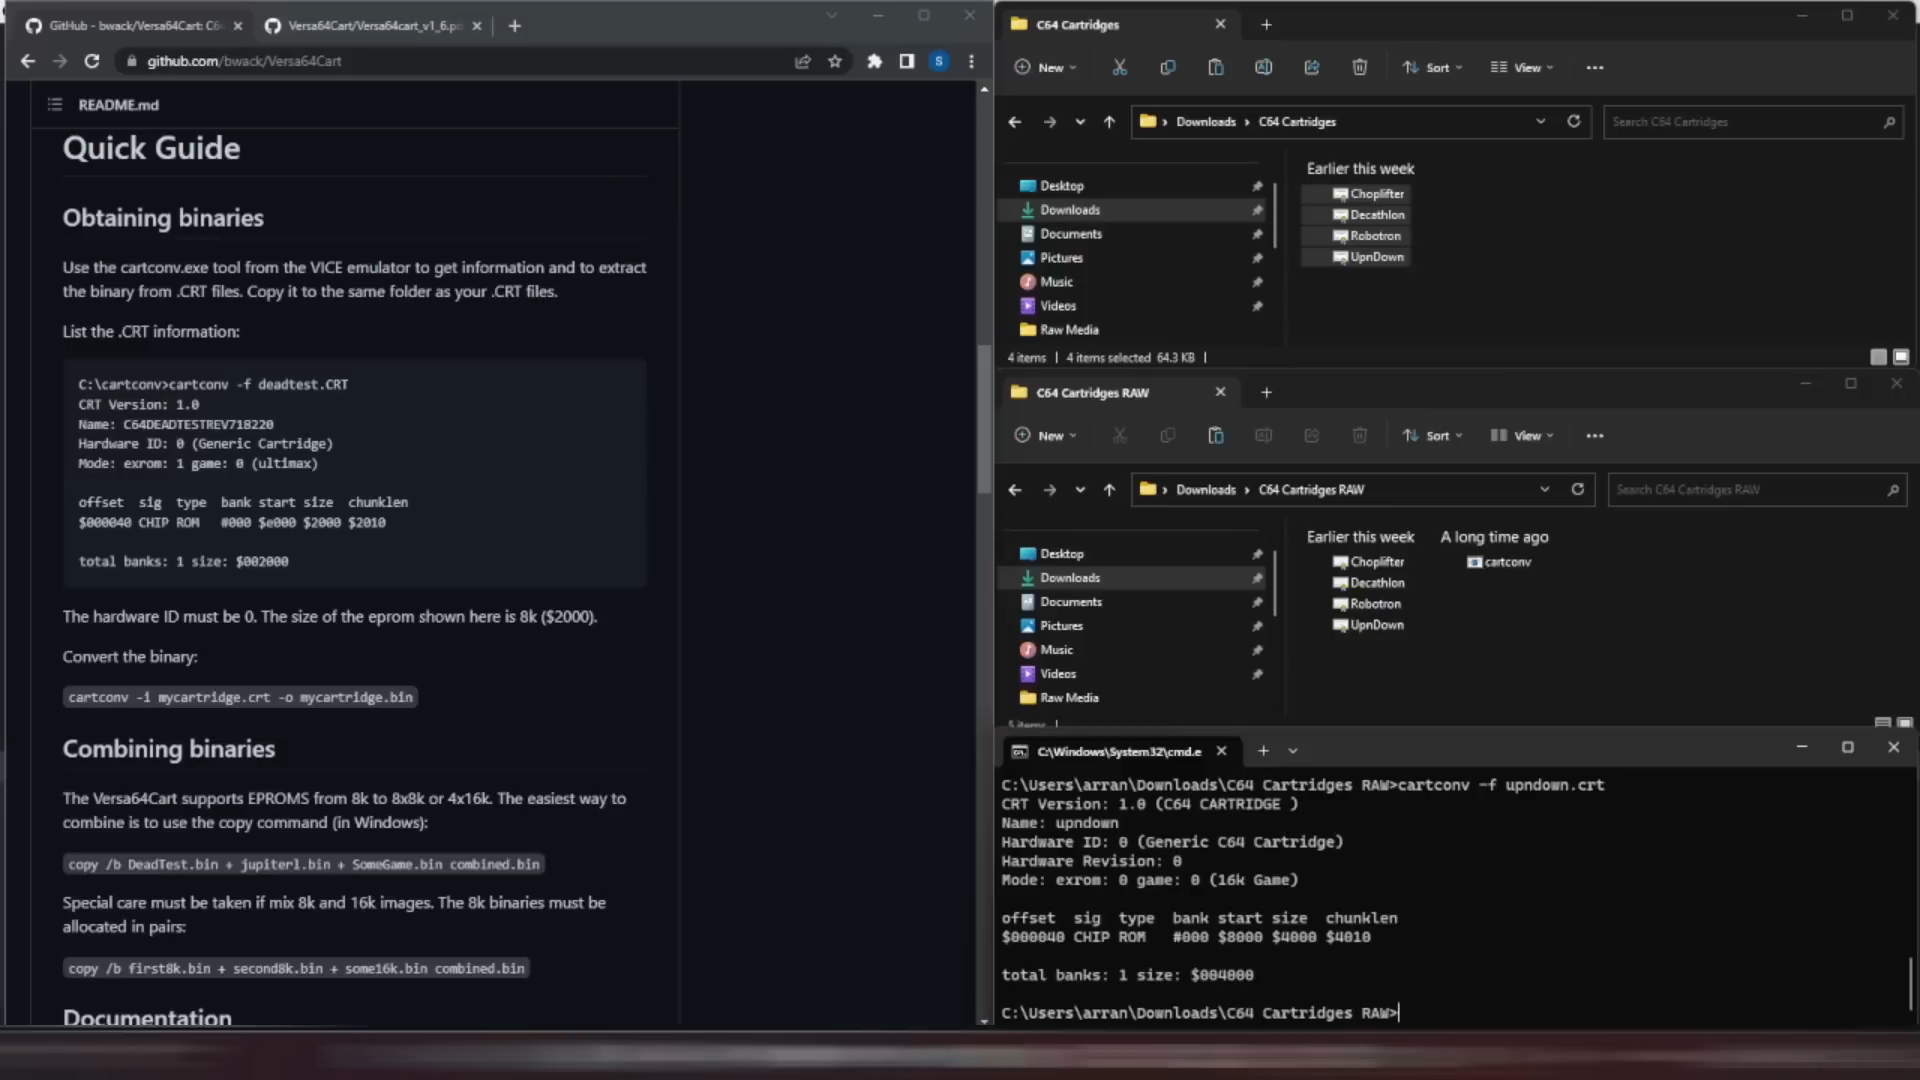 GitHub - bwack/Versa64Cart: C6
Versa64Cart/Versa64cart_v1_6.p
github.com/bwack/Versa64Cart
S
README.md
Quick Guide
Obtaining binaries
Use the cartconv.exe tool from the VICE emulator to get information and to extract
the binary from .CRT files. Copy it to the same folder as your .CRT files.
List the .CRT information:
C:\cartconv>cartconv -f deadtest.CRT
CRT Version: 1.0
Name: C64DEADTESTREV718220
Hardware ID: 0 (Generic Cartridge)
Mode: exrom: 1 game: 0 (ultimax)
offset sig type bank start size chunklen
$000040 CHIP ROM #000 $e000 $2000 $2010
total banks: 1 size: $002000
The hardware ID must be 0. The size of the eprom shown here is 8k ($2000).
Convert the binary:
cartconv -i mycartridge.crt -o mycartridge.bin
Combining binaries
The Versa64Cart supports EPROMS from 8k to 8x8k or 4x16k. The easiest way to
combine is to use the copy command (in Windows):
copy /b DeadTest.bin + jupiterl.bin + SomeGame.bin combined.bin
Special care must be taken if mix 8k and 16k images. The 8k binaries must be
allocated in pairs:
copy /b first8k.bin + second8k.bin + some16k.bin combined.bin
Documentation
C64 Cartridges
New
Sort
View
Downloads > C64 Cartridges
Search C64 Cartridges
Desktop
Downloads
Documents
Pictures
Music
Videos
Raw Media
Earlier this week
Choplifter
Decathlon
Robotron
UpnDown
4 items | 4 items selected 64.3 KB |
C64 Cartridges RAW
New
Sort
View
Downloads > C64 Cartridges RAW
Search C64 Cartridges RAW
Desktop
Downloads
Documents
Pictures
Music
Videos
Raw Media
Earlier this week
Choplifter
Decathlon
Robotron
UpnDown
A long time ago
cartconv
5 items |
C:\Windows\System32\cmd.e
C:\Users\arran\Downloads\C64 Cartridges RAW>cartconv -f upndown.crt
CRT Version: 1.0 (C64 CARTRIDGE )
Name: upndown
Hardware ID: 0 (Generic C64 Cartridge)
Hardware Revision: 0
Mode: exrom: 0 game: 0 (16k Game)
offset sig type bank start size chunklen
$000040 CHIP ROM #000 $8000 $4000 $4010
total banks: 1 size: $004000
C:\Users\arran\Downloads\C64 Cartridges RAW>